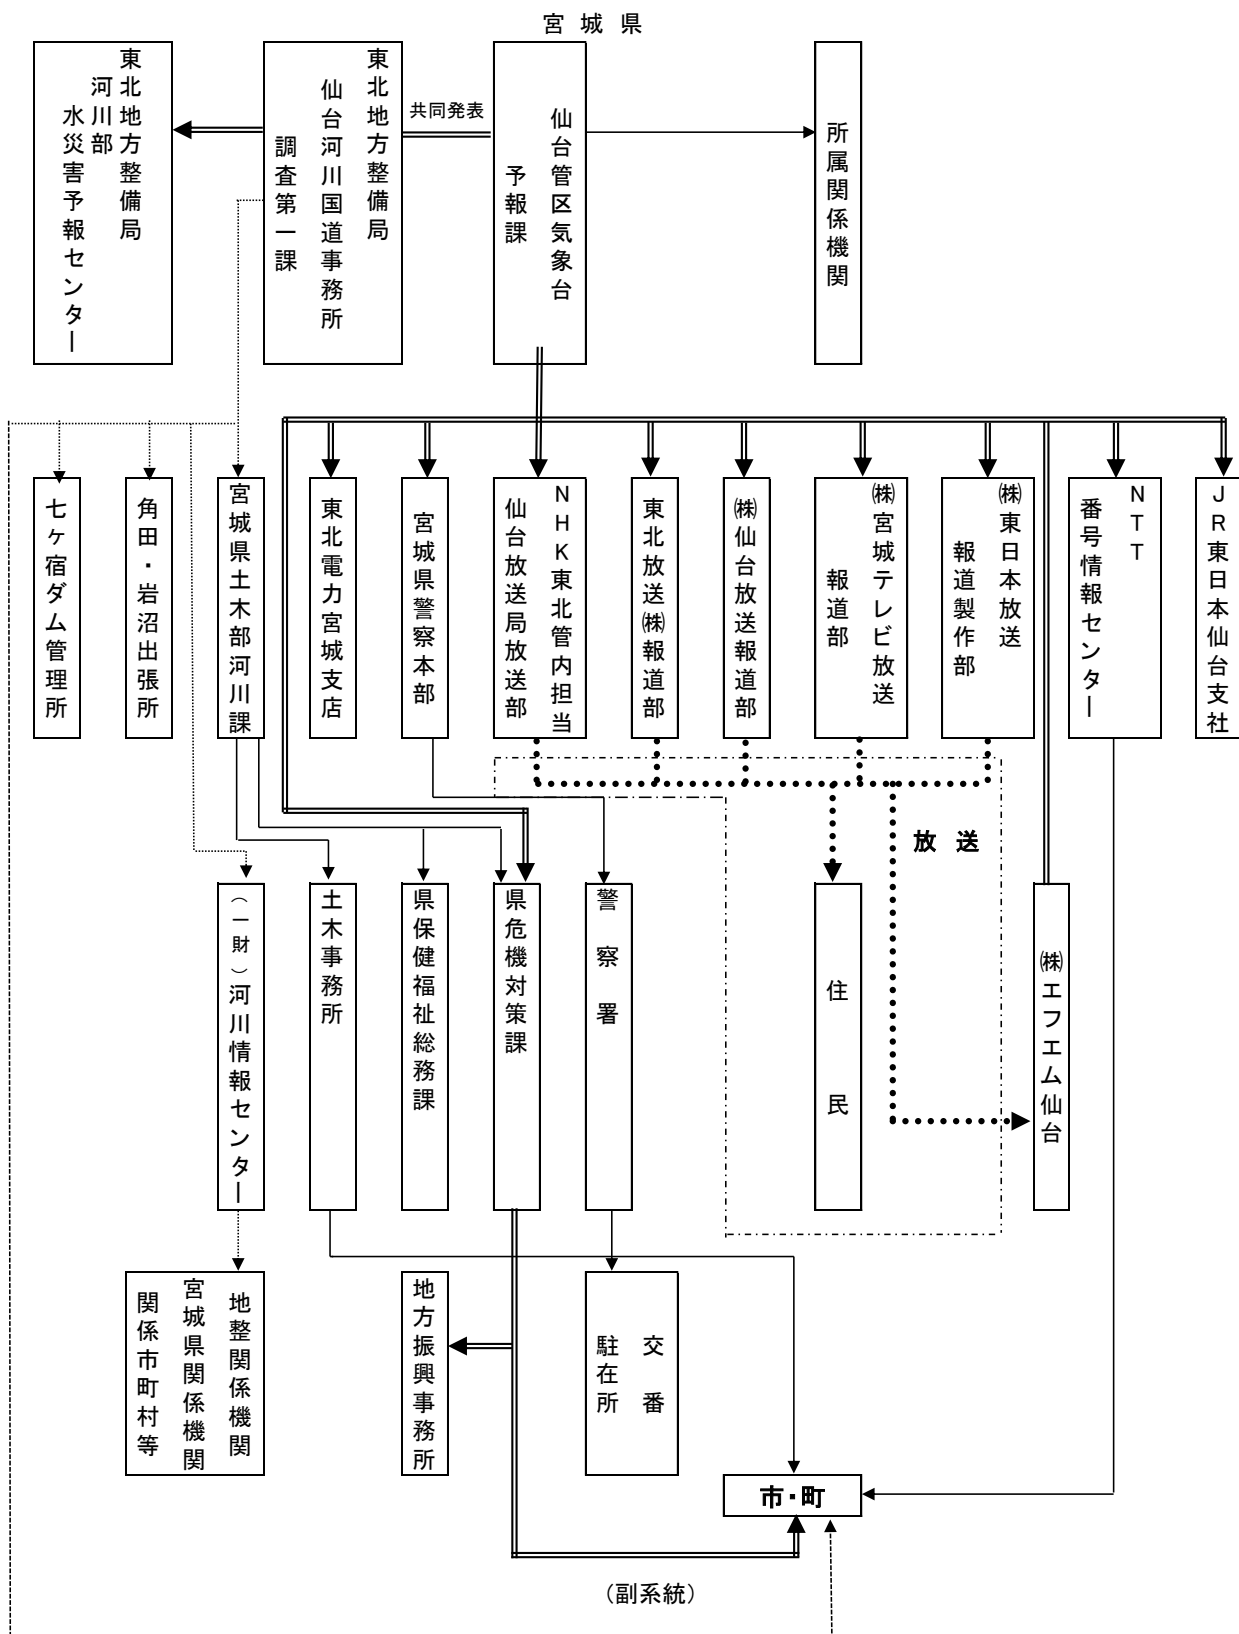 宮城県
東北地方整備局
河川部
水災害予報センター
東北地方整備局
仙台河川国道事務所
調査第一課
共同発表
仙台管区気象台
予報課
所属関係機関
七ヶ宿ダム管理所
角田・岩沼出張所
宮城県土木部河川課
東北電力宮城支店
宮城県警察本部
NHK東北管内担当
仙台放送局放送部
東北放送㈱報道部
㈱仙台放送報道部
㈱宮城テレビ放送
報道部
㈱東日本放送
報道製作部
NTT
番号情報センター
JR東日本仙台支社
放送
(一財)河川情報センター
土木事務所
県保健福祉総務課
県危機対策課
警察署
住民
㈱エフエム仙台
地整関係機関
宮城県関係機関
関係市町村等
地方振興事務所
交番
駐在所
市・町
(副系統)